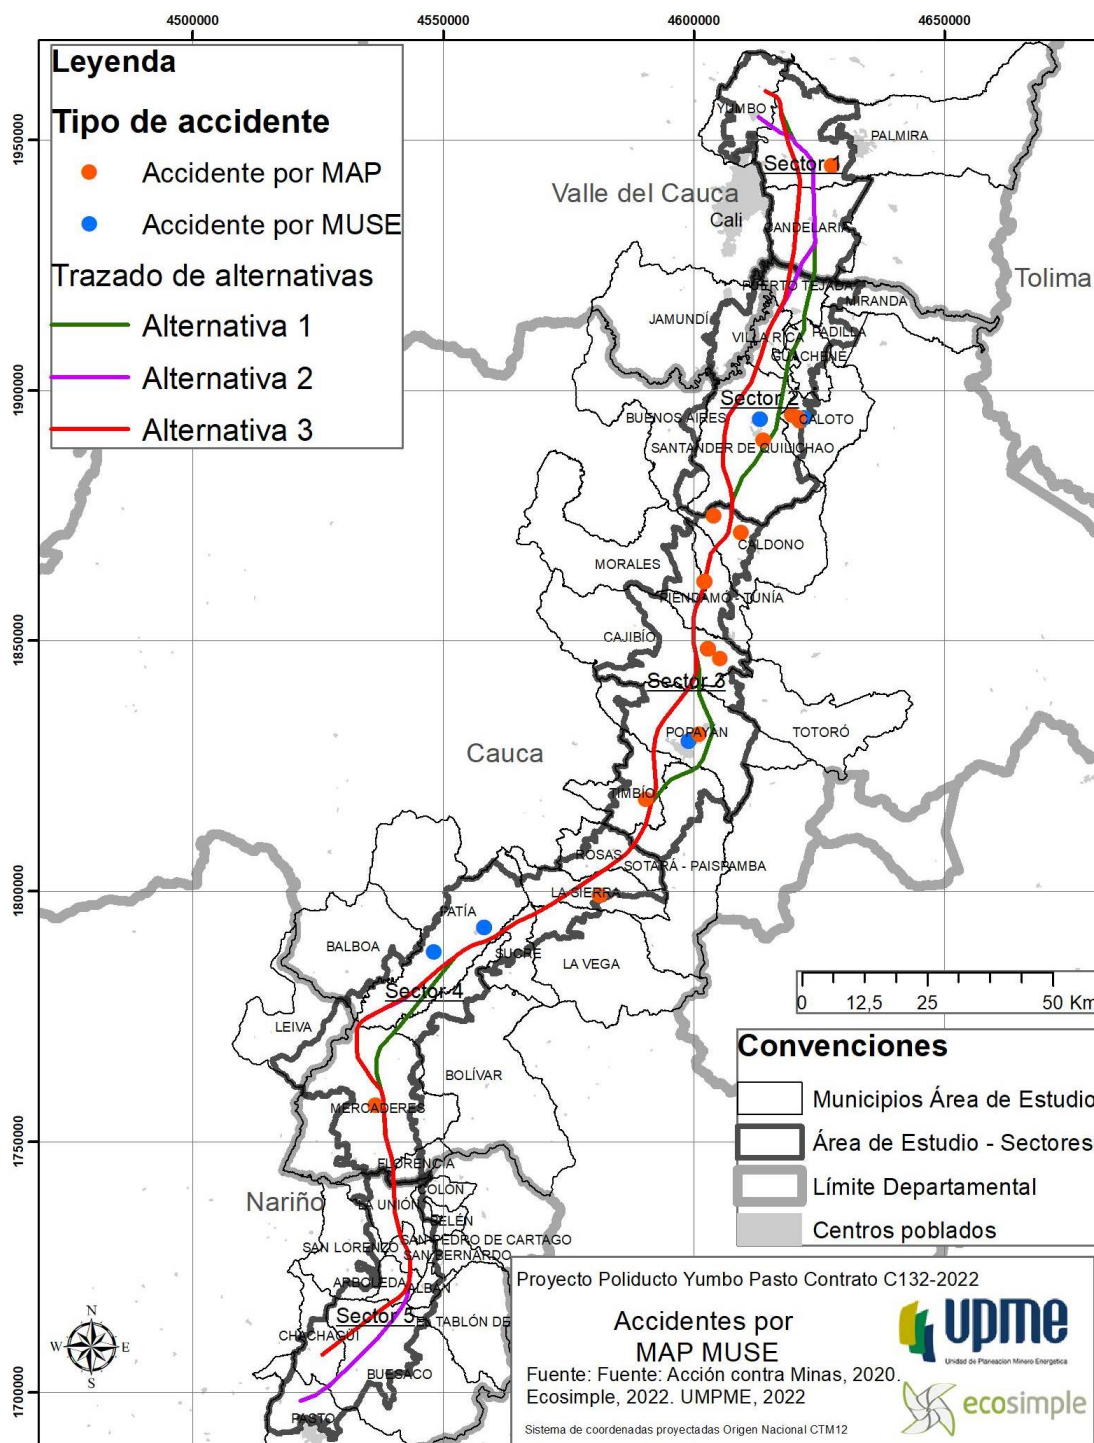 4500000
4550000
4600000
4650000
1950000
1900000
1850000
1800000
1750000
1700000
Leyenda
Tipo de accidente
Accidente por MAP
Accidente por MUSE
Trazado de alternativas
Alternativa 1
Alternativa 2
Alternativa 3
YUMBO
PALMIRA
Sector 1
Valle del Cauca
Cali
CANDELARIA
Tolima
PUERTO TEJADA
MIRANDA
JAMUNDÍ
VILLA RICA
PADILLA
GUACHENÉ
Sector 2
BUENOS AIRES
CALOTO
SANTANDER DE QUILICHAO
CALDONO
MORALES
PIENDAMÓ - TUNÍA
CAJIBÍO
Sector 3
POPAYÁN
TOTORÓ
Cauca
TIMBÍO
ROSAS
SOTARÁ - PAISPAMBA
LA SIERRA
PATÍA
BALBOA
SUCRE
LA VEGA
Sector 4
LEIVA
BOLÍVAR
MERCADERES
FLORENCIA
COLÓN
Nariño
LA UNIÓN
BELÉN
SAN PEDRO DE CARTAGO
SAN LORENZO
SAN BERNARDO
ARBOLEDA
ALBÁN
Sector 5
EL TABLÓN DE
CHACHAGÜÍ
BUESACO
PASTO
0 12,5 25 50 Km
Convenciones
Municipios Área de Estudio
Área de Estudio - Sectores
Límite Departamental
Centros poblados
N
W E
S
Proyecto Poliducto Yumbo Pasto Contrato C132-2022
Accidentes por
MAP MUSE
Fuente: Fuente: Acción contra Minas, 2020.
Ecosimple, 2022. UMPME, 2022
Sistema de coordenadas proyectadas Origen Nacional CTM12
upme
Unidad de Planeacion Minero Energetica
ecosimple